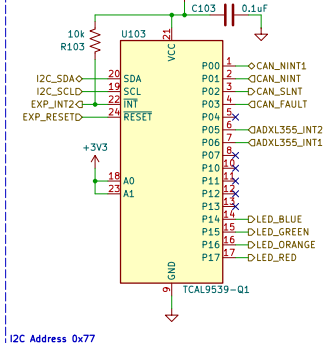 C103
0.1uF
10k
R103
U103
21
VCC
P00 1 CAN_NINT1
P01 2 CAN_NINT
I2C_SDA 20 SDA P02 3 CAN_SLNT
I2C_SCL 19 SCL P03 4 CAN_FAULT
EXP_INT2 22 INT P04 5
EXP_RESET 24 RESET P05 6 ADXL355_INT2
P06 7 ADXL355_INT1
+3V3 P07 8
P10 10
18 A0 P11 11
23 A1 P12 12
P13 13
P14 14 LED_BLUE
P15 15 LED_GREEN
P16 16 LED_ORANGE
P17 17 LED_RED
GND
9
TCAL9539-Q1
I2C Address 0x77